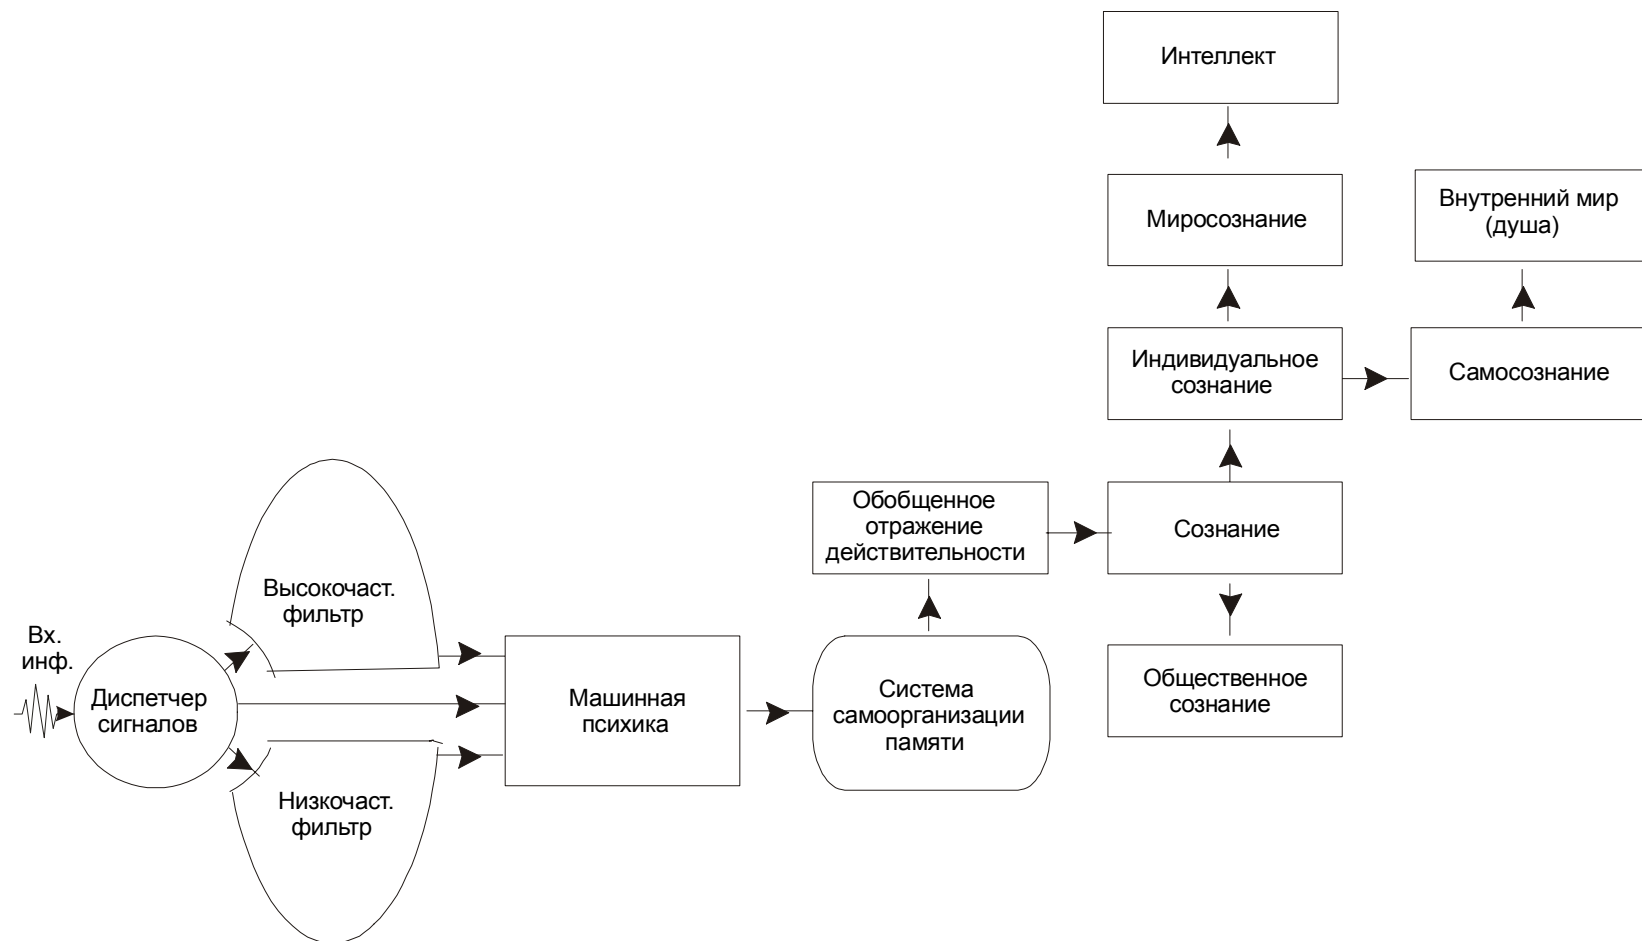 Интеллект
Миросознание
Внутренний мир
(душа)
Индивидуальное
сознание
Самосознание
Обобщенное
отражение
действительности
Сознание
Высокочаст.
фильтр
Вх.
инф.
Диспетчер
сигналов
Машинная
психика
Система
самоорганизации
памяти
Общественное
сознание
Низкочаст.
фильтр